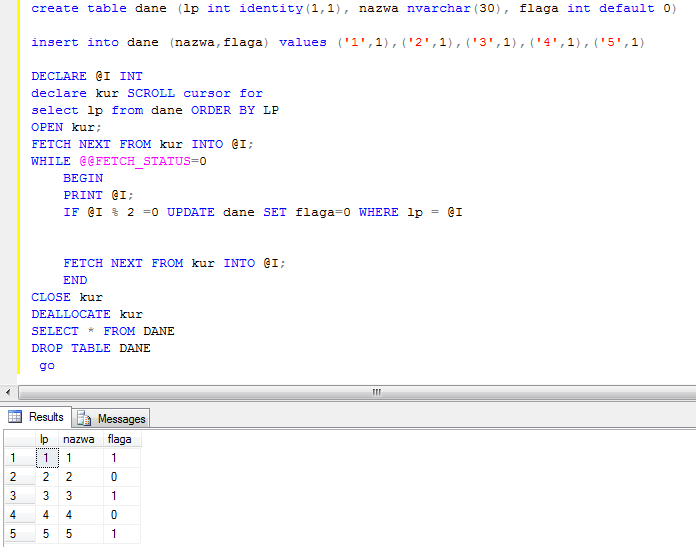 create table dane (lp int identity(1,1), nazwa nvarchar(30), flaga int default 0)
insert into dane (nazwa,flaga) values ('1',1),('2',1),('3',1),('4',1),('5',1)
DECLARE @I INT
declare kur SCROLL cursor for
select lp from dane ORDER BY LP
OPEN kur;
FETCH NEXT FROM kur INTO @I;
WHILE @@FETCH_STATUS=0
BEGIN
PRINT @I;
IF @I % 2 =0 UPDATE dane SET flaga=0 WHERE lp = @I
FETCH NEXT FROM kur INTO @I;
END
CLOSE kur
DEALLOCATE kur
SELECT * FROM DANE
DROP TABLE DANE
go
Results Messages
lp nazwa flaga
1 1 1 1
2 2 2 0
3 3 3 1
4 4 4 0
5 5 5 1